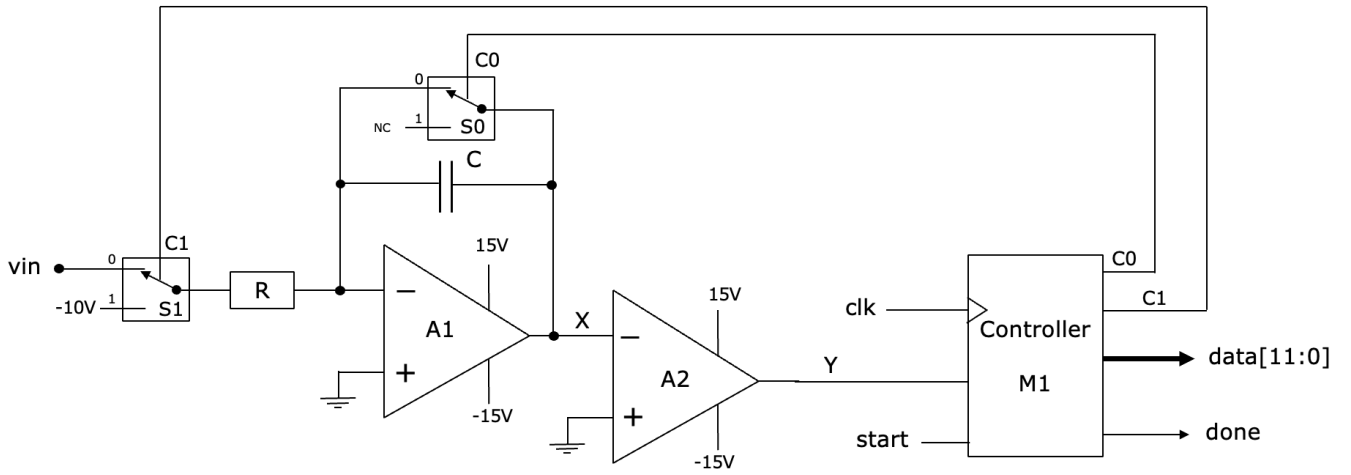 C0
0
1
NC
S0
C
C1
vin
0
1
-10V
S1
R
15V
−
A1
+
-15V
X
15V
−
A2
+
-15V
Y
clk
start
Controller
M1
C0
C1
data[11:0]
done